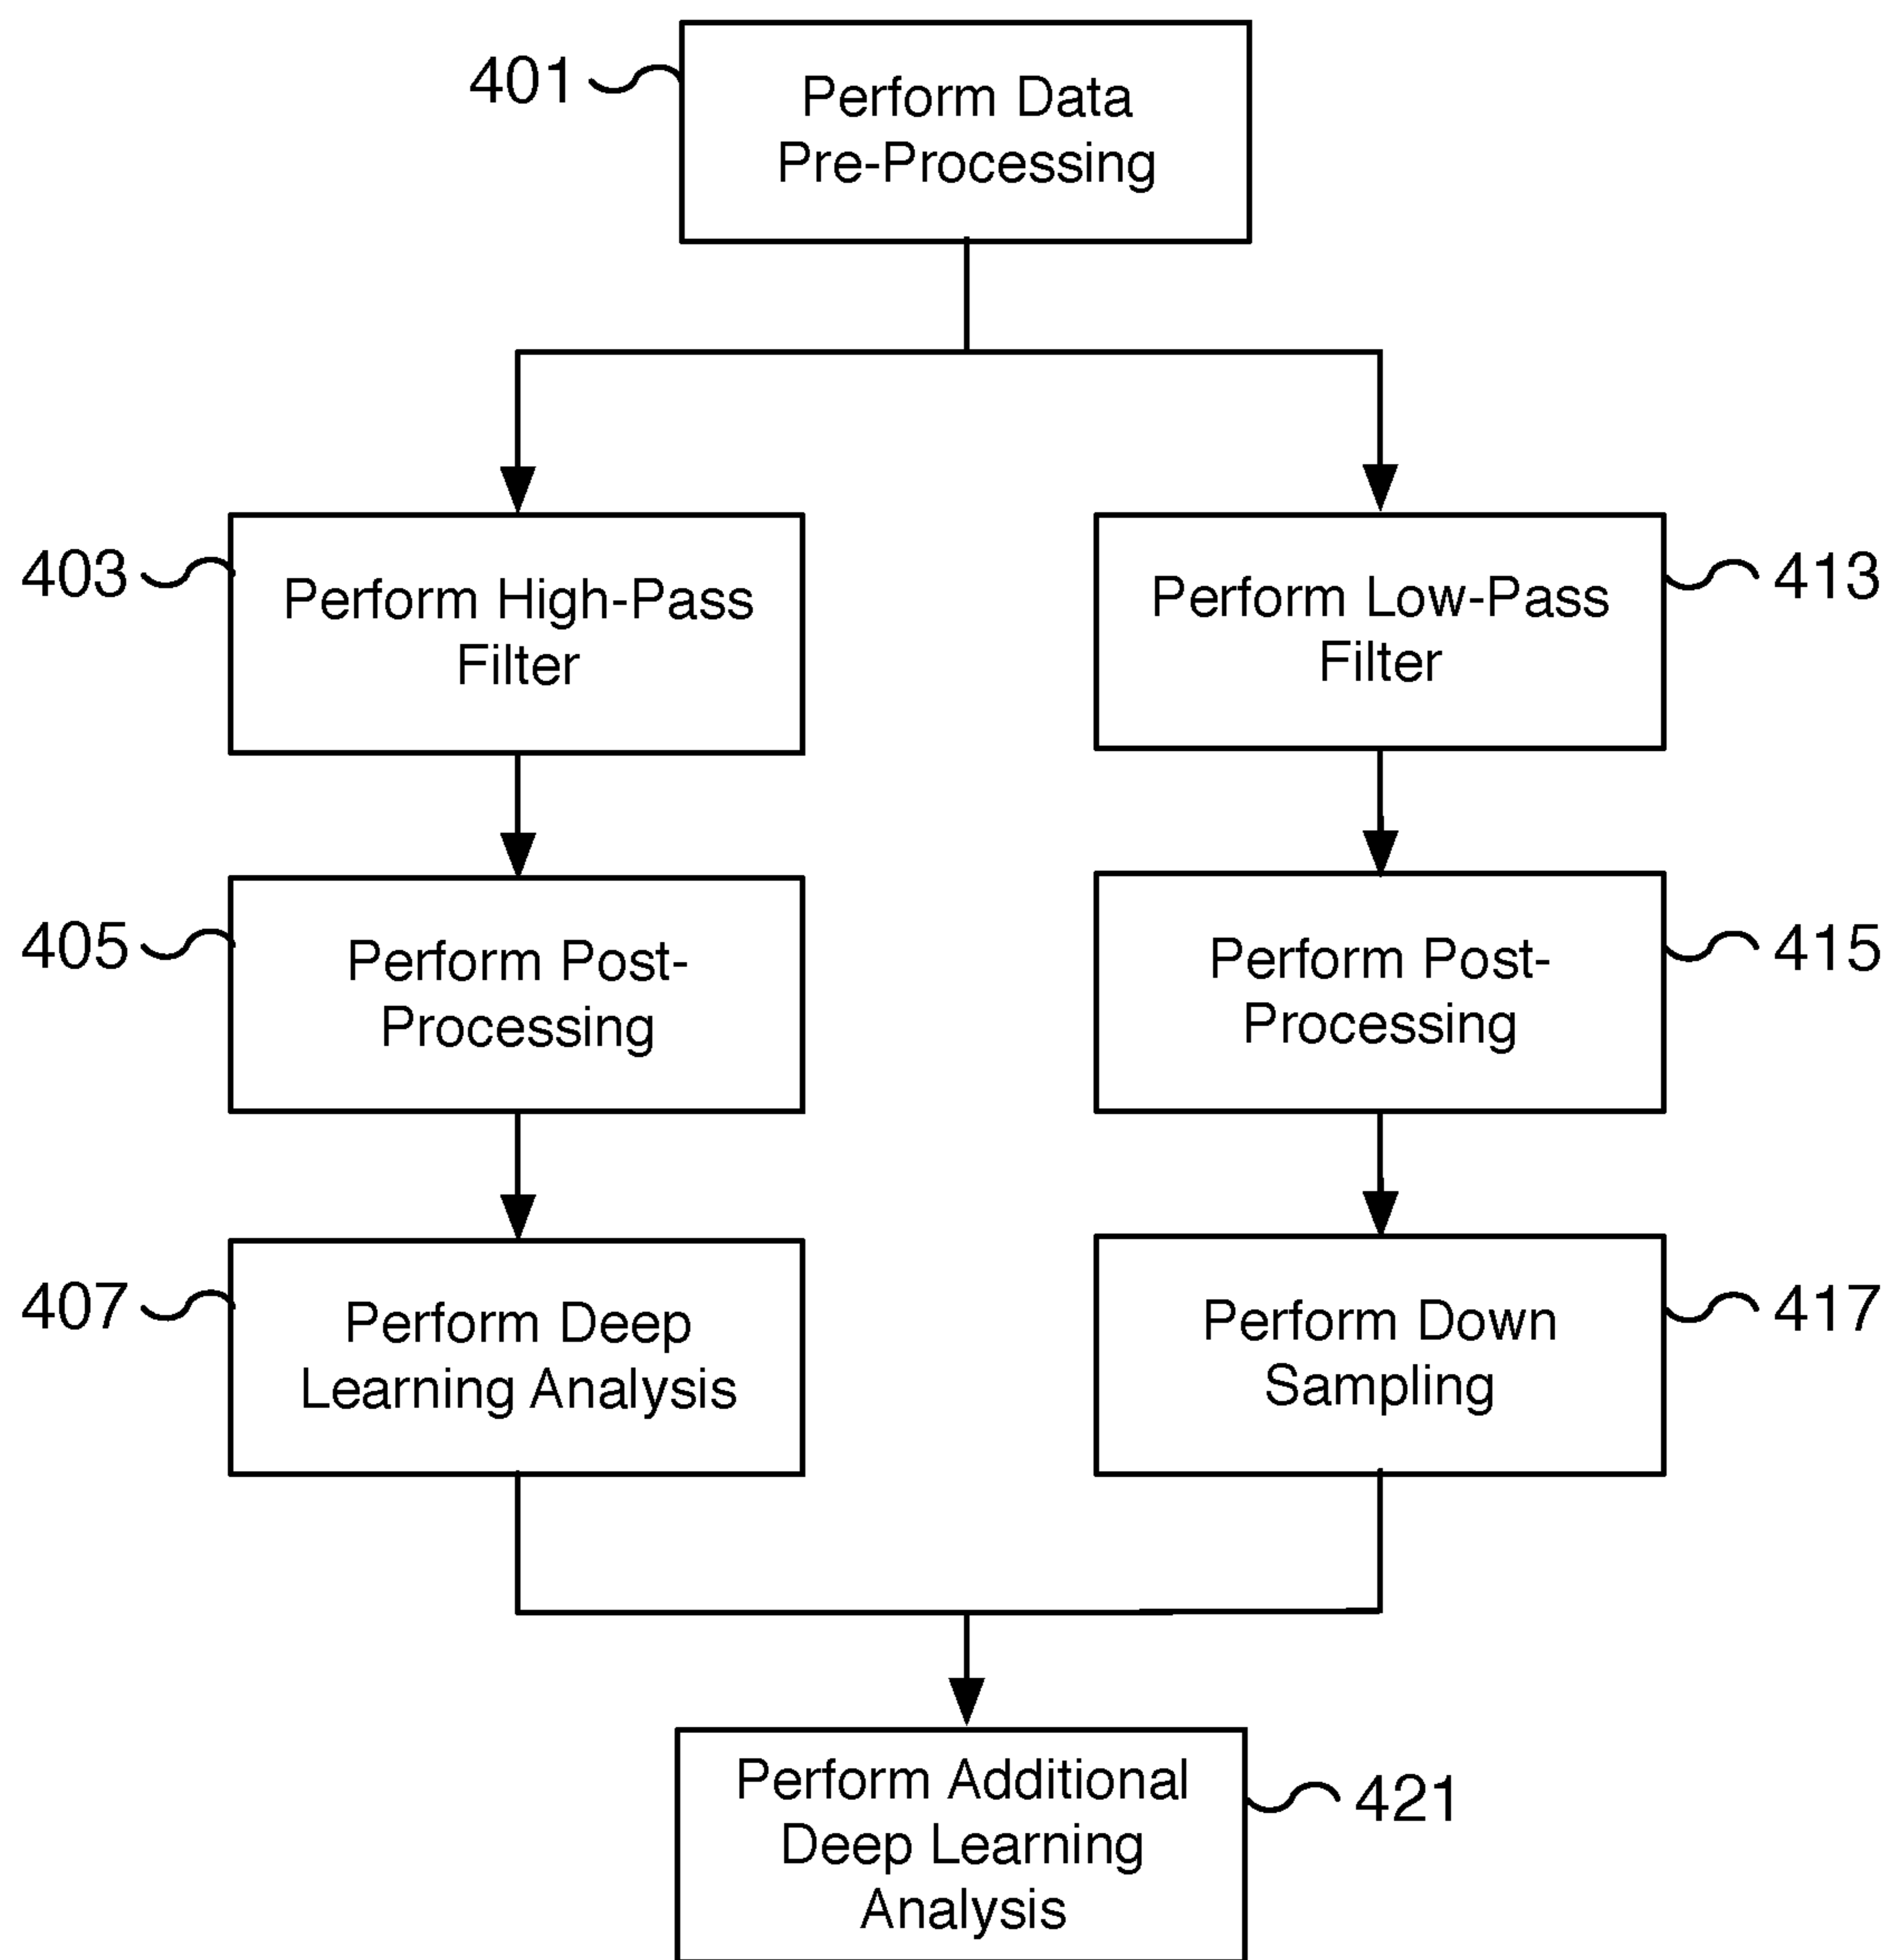 401
Perform Data
Pre-Processing
403
Perform High-Pass
Filter
Perform Low-Pass
Filter
413
405
Perform Post-
Processing
Perform Post-
Processing
415
407
Perform Deep
Learning Analysis
Perform Down
Sampling
417
Perform Additional
Deep Learning
Analysis
421